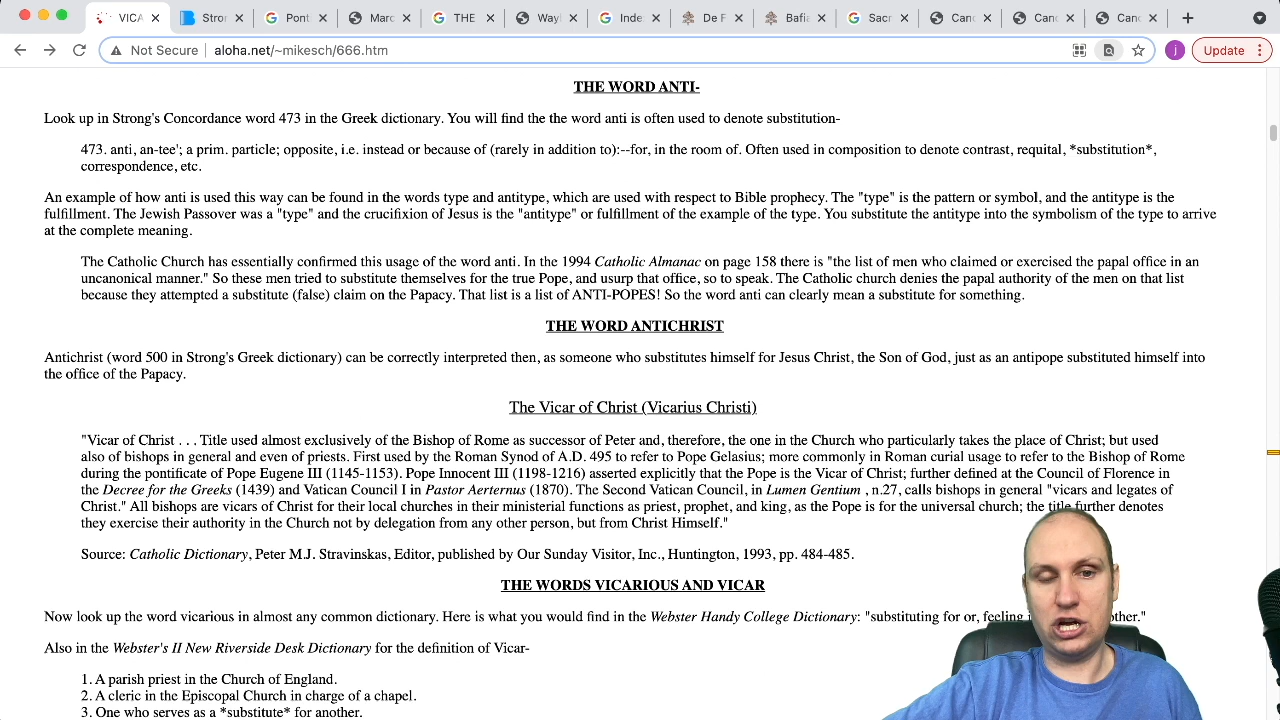 VICA
Stron
Pont
Marc
THE
Wayl
Inde
De F
Bafia
Sacr
Canc
Canc
Canc
Not Secure
aloha.net/~mikesch/666.htm
j
Update
THE WORD ANTI-
Look up in Strong's Concordance word 473 in the Greek dictionary. You will find the the word anti is often used to denote substitution-
473. anti, an-tee'; a prim. particle; opposite, i.e. instead or because of (rarely in addition to):--for, in the room of. Often used in composition to denote contrast, requital, *substitution*,
correspondence, etc.
An example of how anti is used this way can be found in the words type and antitype, which are used with respect to Bible prophecy. The "type" is the pattern or symbol, and the antitype is the
fulfillment. The Jewish Passover was a "type" and the crucifixion of Jesus is the "antitype" or fulfillment of the example of the type. You substitute the antitype into the symbolism of the type to arrive
at the complete meaning.
The Catholic Church has essentially confirmed this usage of the word anti. In the 1994 Catholic Almanac on page 158 there is "the list of men who claimed or exercised the papal office in an
uncanonical manner." So these men tried to substitute themselves for the true Pope, and usurp that office, so to speak. The Catholic church denies the papal authority of the men on that list
because they attempted a substitute (false) claim on the Papacy. That list is a list of ANTI-POPES! So the word anti can clearly mean a substitute for something.
THE WORD ANTICHRIST
Antichrist (word 500 in Strong's Greek dictionary) can be correctly interpreted then, as someone who substitutes himself for Jesus Christ, the Son of God, just as an antipope substituted himself into
the office of the Papacy.
The Vicar of Christ (Vicarius Christi)
"Vicar of Christ . . . Title used almost exclusively of the Bishop of Rome as successor of Peter and, therefore, the one in the Church who particularly takes the place of Christ; but used
also of bishops in general and even of priests. First used by the Roman Synod of A.D. 495 to refer to Pope Gelasius; more commonly in Roman curial usage to refer to the Bishop of Rome
during the pontificate of Pope Eugene III (1145-1153). Pope Innocent III (1198-1216) asserted explicitly that the Pope is the Vicar of Christ; further defined at the Council of Florence in
the Decree for the Greeks (1439) and Vatican Council I in Pastor Aerternus (1870). The Second Vatican Council, in Lumen Gentium , n.27, calls bishops in general "vicars and legates of
Christ." All bishops are vicars of Christ for their local churches in their ministerial functions as priest, prophet, and king, as the Pope is for the universal church; the title further denotes
they exercise their authority in the Church not by delegation from any other person, but from Christ Himself."
Source: Catholic Dictionary, Peter M.J. Stravinskas, Editor, published by Our Sunday Visitor, Inc., Huntington, 1993, pp. 484-485.
THE WORDS VICARIOUS AND VICAR
Now look up the word vicarious in almost any common dictionary. Here is what you would find in the Webster Handy College Dictionary: "substituting for or, feeling
Also in the Webster's II New Riverside Desk Dictionary for the definition of Vicar-
1. A parish priest in the Church of England.
2. A cleric in the Episcopal Church in charge of a chapel.
3. One who serves as a *substitute* for another.